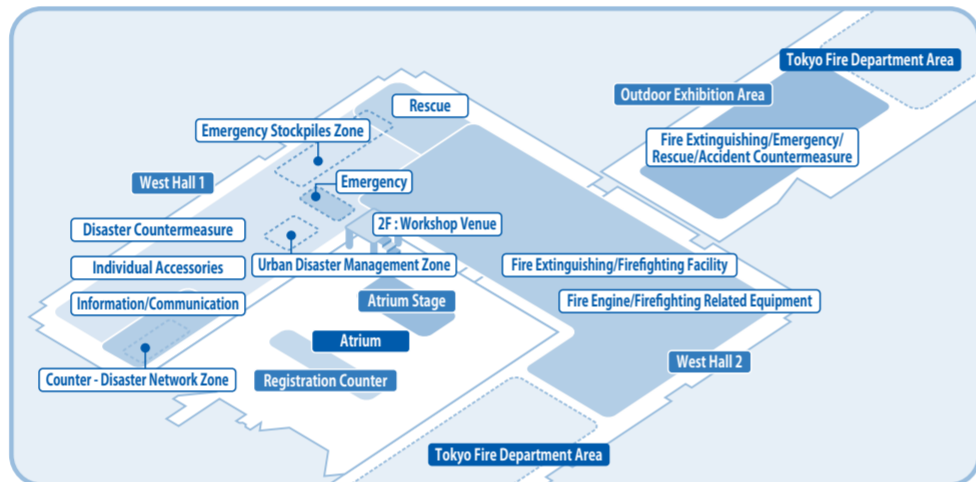 Tokyo Fire Department Area
Outdoor Exhibition Area
Rescue
Emergency Stockpiles Zone
Fire Extinguishing/Emergency/
Rescue/Accident Countermeasure
West Hall 1
Emergency
2F : Workshop Venue
Disaster Countermeasure
Individual Accessories
Urban Disaster Management Zone
Fire Extinguishing/Firefighting Facility
Information/Communication
Atrium Stage
Fire Engine/Firefighting Related Equipment
Atrium
West Hall 2
Counter - Disaster Network Zone
Registration Counter
Tokyo Fire Department Area